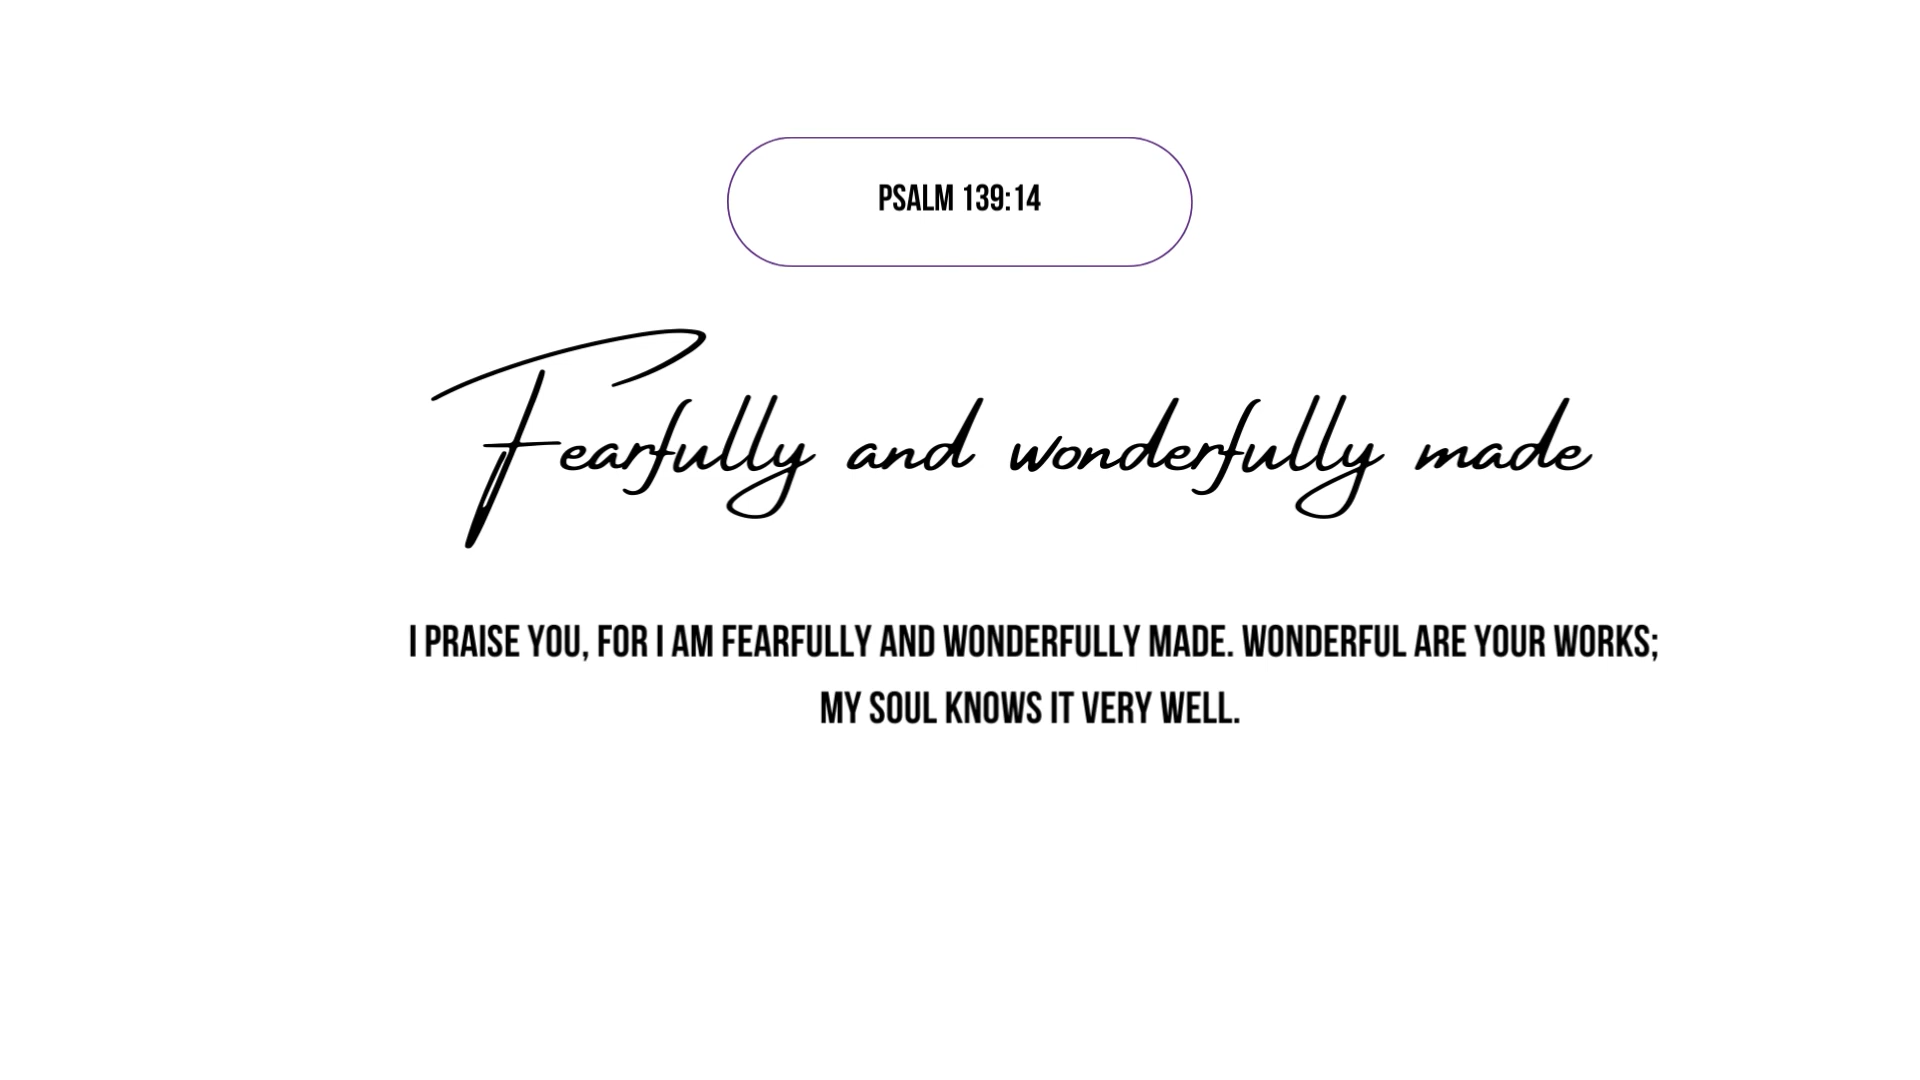 PSALM 139:14
Fearfully and wonderfully made
I PRAISE YOU, FOR I AM FEARFULLY AND WONDERFULLY MADE. WONDERFUL ARE YOUR WORKS;
MY SOUL KNOWS IT VERY WELL.